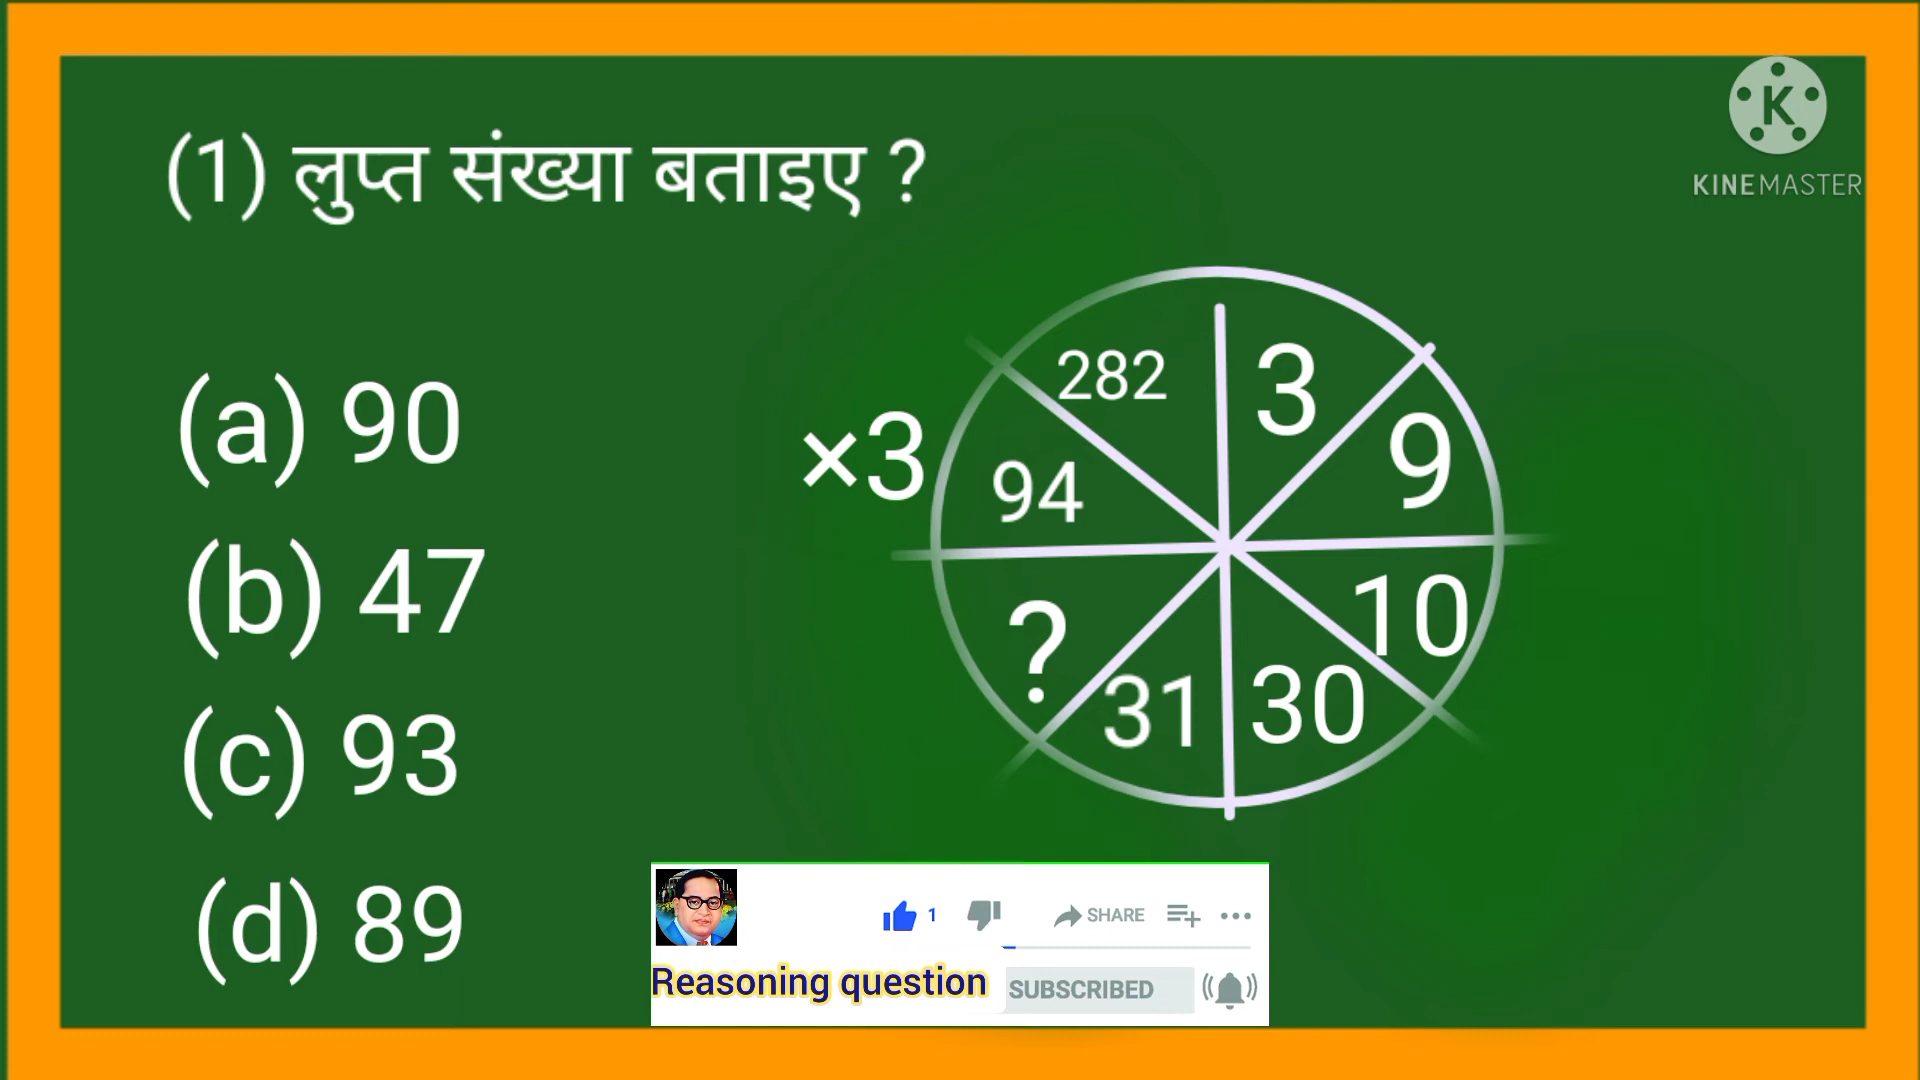 K
KINEMASTER
(1) लुप्त संख्या बताइए ?
(a) 90
(b) 47
(c) 93
(d) 89
×3
282
3
94
9
?
10
31
30
1
SHARE
Reasoning question
SUBSCRIBED